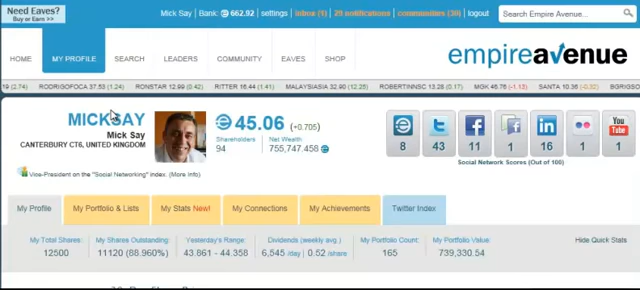 Need Eaves?
Buy or Earn >>
Mick Say | Bank: 662.92 | settings inbox (1) 29 notifications communities (30) logout
Search Empire Avenue...
HOME MY PROFILE SEARCH LEADERS COMMUNITY EAVES SHOP
empireavenue
19 (2.74) RODRIGOFOCA 37.53 (1.24) RONSTAR 12.99 (0.42) RITTER 16.44 (1.41) MALAYSIASIA 32.90 (12.25) ROBERTINNSC 13.28 (0.17) MGK 46.76 (-1.13) SANTA 10.36 (-0.32) BGRIGS
MICKSAY
Mick Say
CANTERBURY CT6, UNITED KINGDOM
45.06 (+0.705)
Shareholders Net Wealth
94 755,747.458
8 43 11 1 16 1 1
Social Network Scores (Out of 100)
Vice-President on the "Social Networking" index. (More Info)
My Profile My Portfolio & Lists My Stats New! My Connections My Achievements Twitter Index
My Total Shares: My Shares Outstanding: Yesterday's Range: Dividends (weekly avg.) My Portfolio Count: My Portfolio Value: Hide Quick Stats
12500 11120 (88.960%) 43.861 - 44.358 6,545 /day | 0.52 /share 165 739,330.54